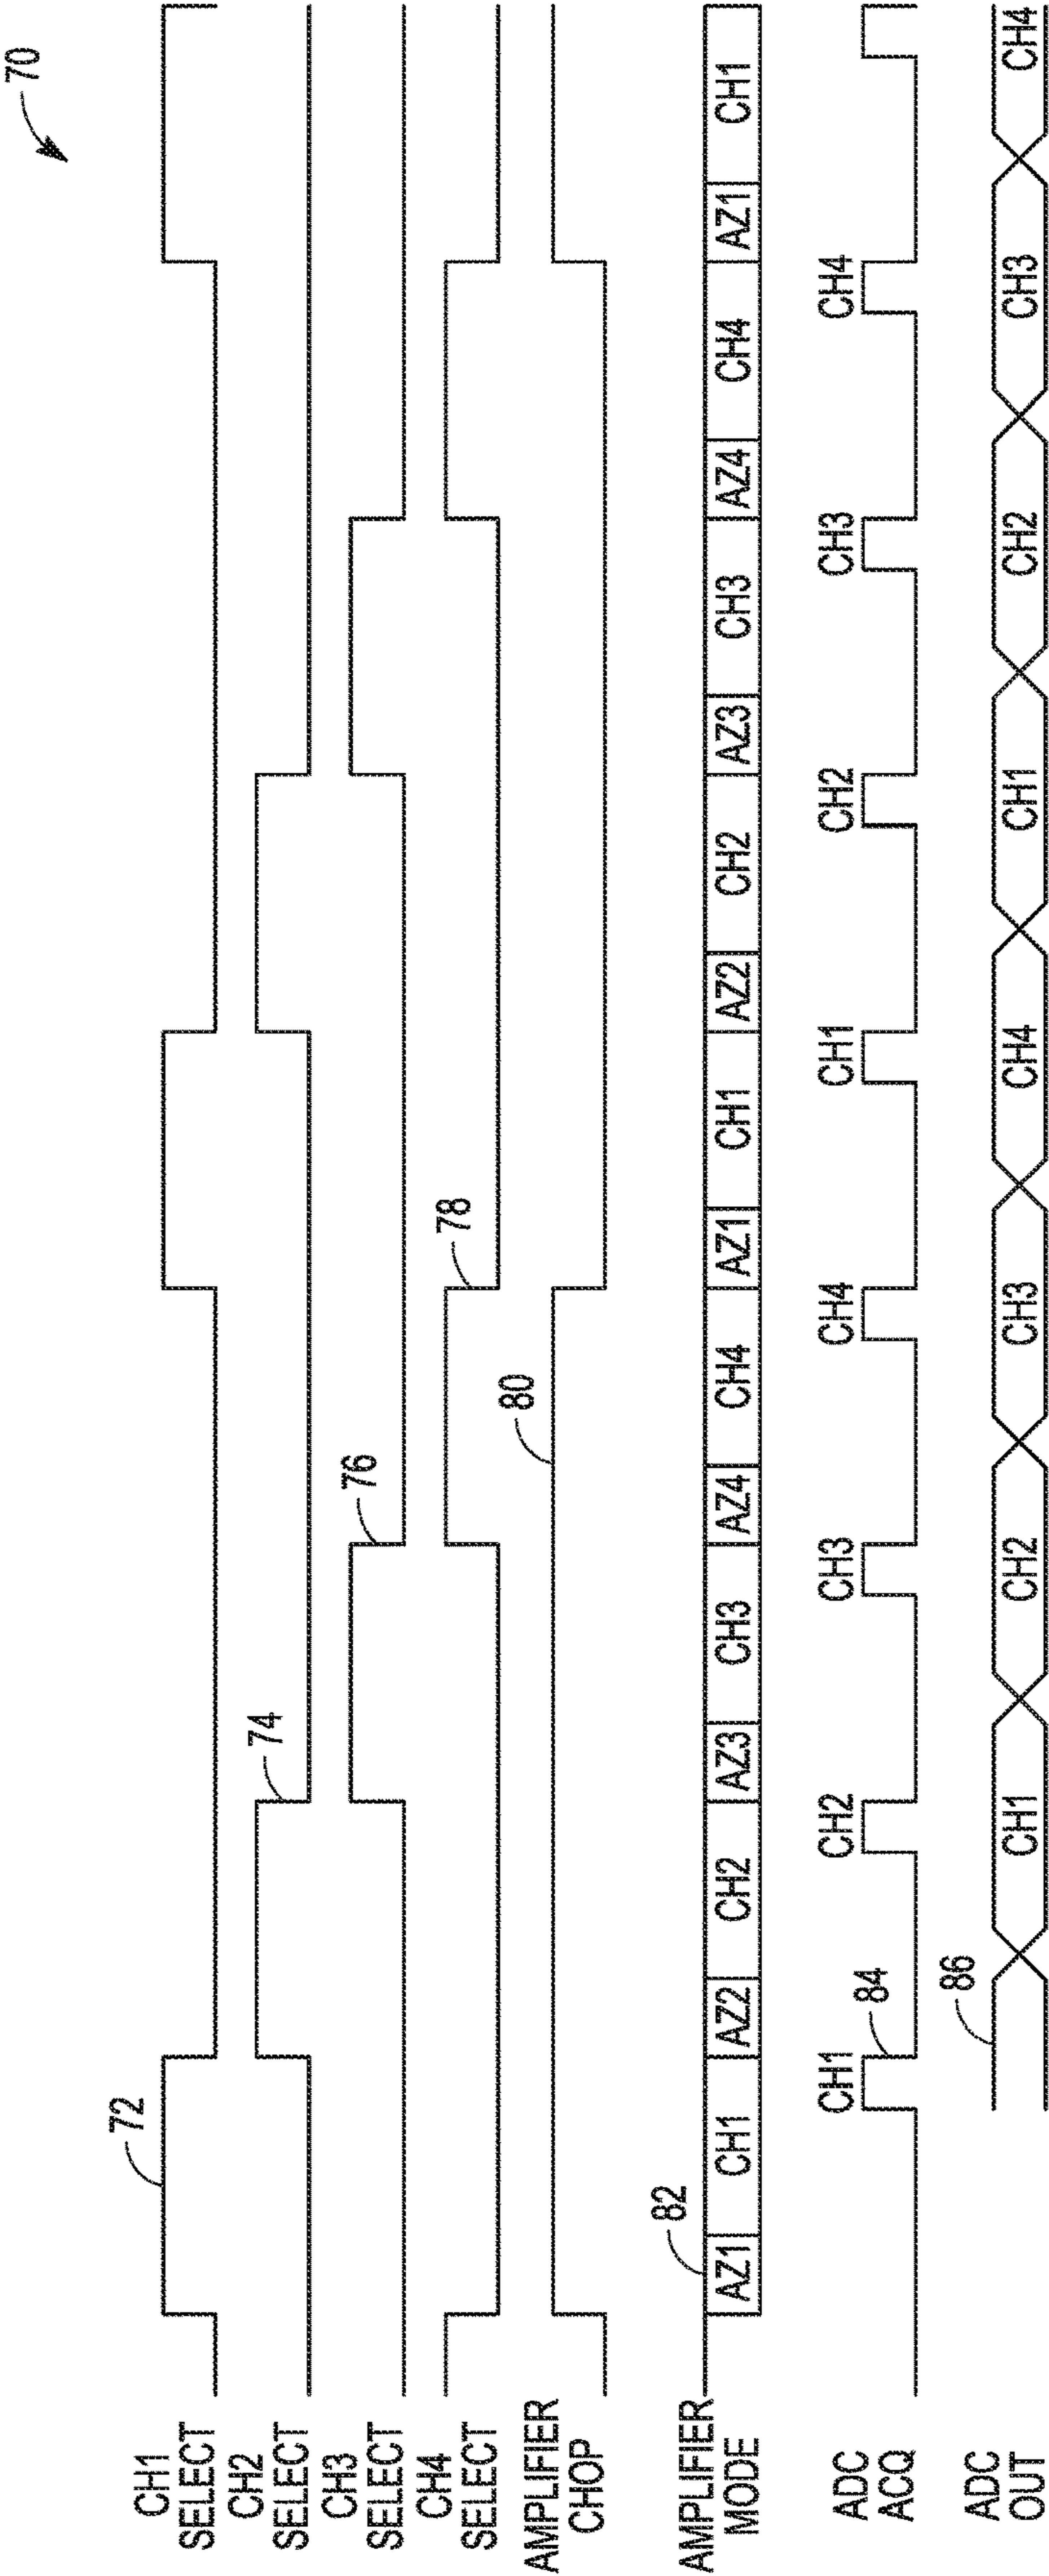 70
CH1
SELECT
72
CH2
SELECT
74
CH3
SELECT
76
CH4
SELECT
78
AMPLIFIER
CHOP
80
AMPLIFIER
MODE
82
AZ1 CH1 AZ2 CH2 AZ3 CH3 AZ4 CH4 AZ1 CH1 AZ2 CH2 AZ3 CH3 AZ4 CH4 AZ1 CH1
ADC
ACQ
CH1 CH2 CH3 CH4 CH1 CH2 CH3 CH4
84
ADC
OUT
86
CH1 CH2 CH3 CH4 CH1 CH2 CH3 CH4